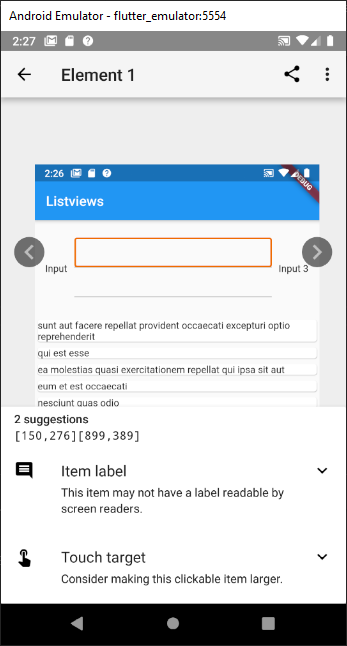 Android Emulator - flutter_emulator:5554
2:27
Element 1
2:26
DEBUG
Listviews
Input
Input 3
sunt aut facere repellat provident occaecati excepturi optio
reprehenderit
qui est esse
ea molestias quasi exercitationem repellat qui ipsa sit aut
eum et est occaecati
nesciunt quas odio
2 suggestions
[150,276][899,389]
Item label
This item may not have a label readable by
screen readers.
Touch target
Consider making this clickable item larger.